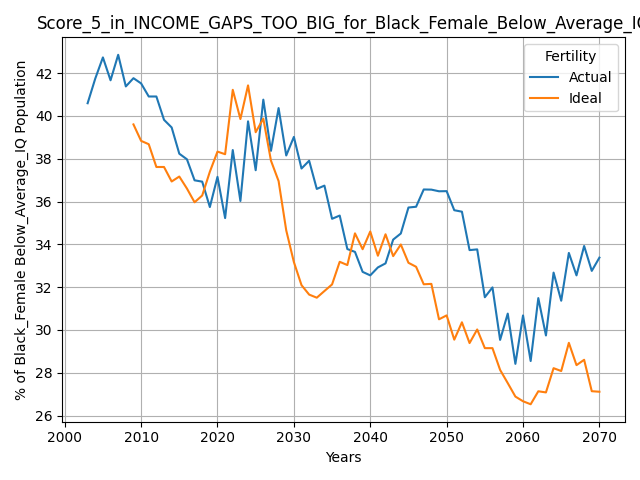 Score_5_in_INCOME_GAPS_TOO_BIG_for_Black_Female_Below_Average_IQ
Fertility
Actual
Ideal
% of Black_Female Below_Average_IQ Population
42
40
38
36
34
32
30
28
26
2000
2010
2020
2030
2040
2050
2060
2070
Years